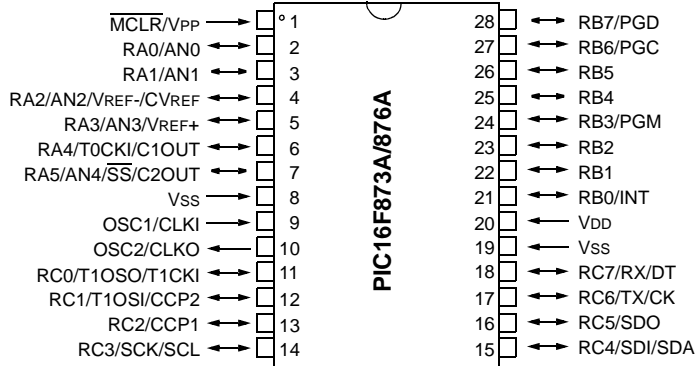 MCLR/VPP 1
RA0/AN0 2
RA1/AN1 3
RA2/AN2/VREF-/CVREF 4
RA3/AN3/VREF+ 5
RA4/T0CKI/C1OUT 6
RA5/AN4/SS/C2OUT 7
VSS 8
OSC1/CLKI 9
OSC2/CLKO 10
RC0/T1OSO/T1CKI 11
RC1/T1OSI/CCP2 12
RC2/CCP1 13
RC3/SCK/SCL 14
PIC16F873A/876A
28 RB7/PGD
27 RB6/PGC
26 RB5
25 RB4
24 RB3/PGM
23 RB2
22 RB1
21 RB0/INT
20 VDD
19 VSS
18 RC7/RX/DT
17 RC6/TX/CK
16 RC5/SDO
15 RC4/SDI/SDA